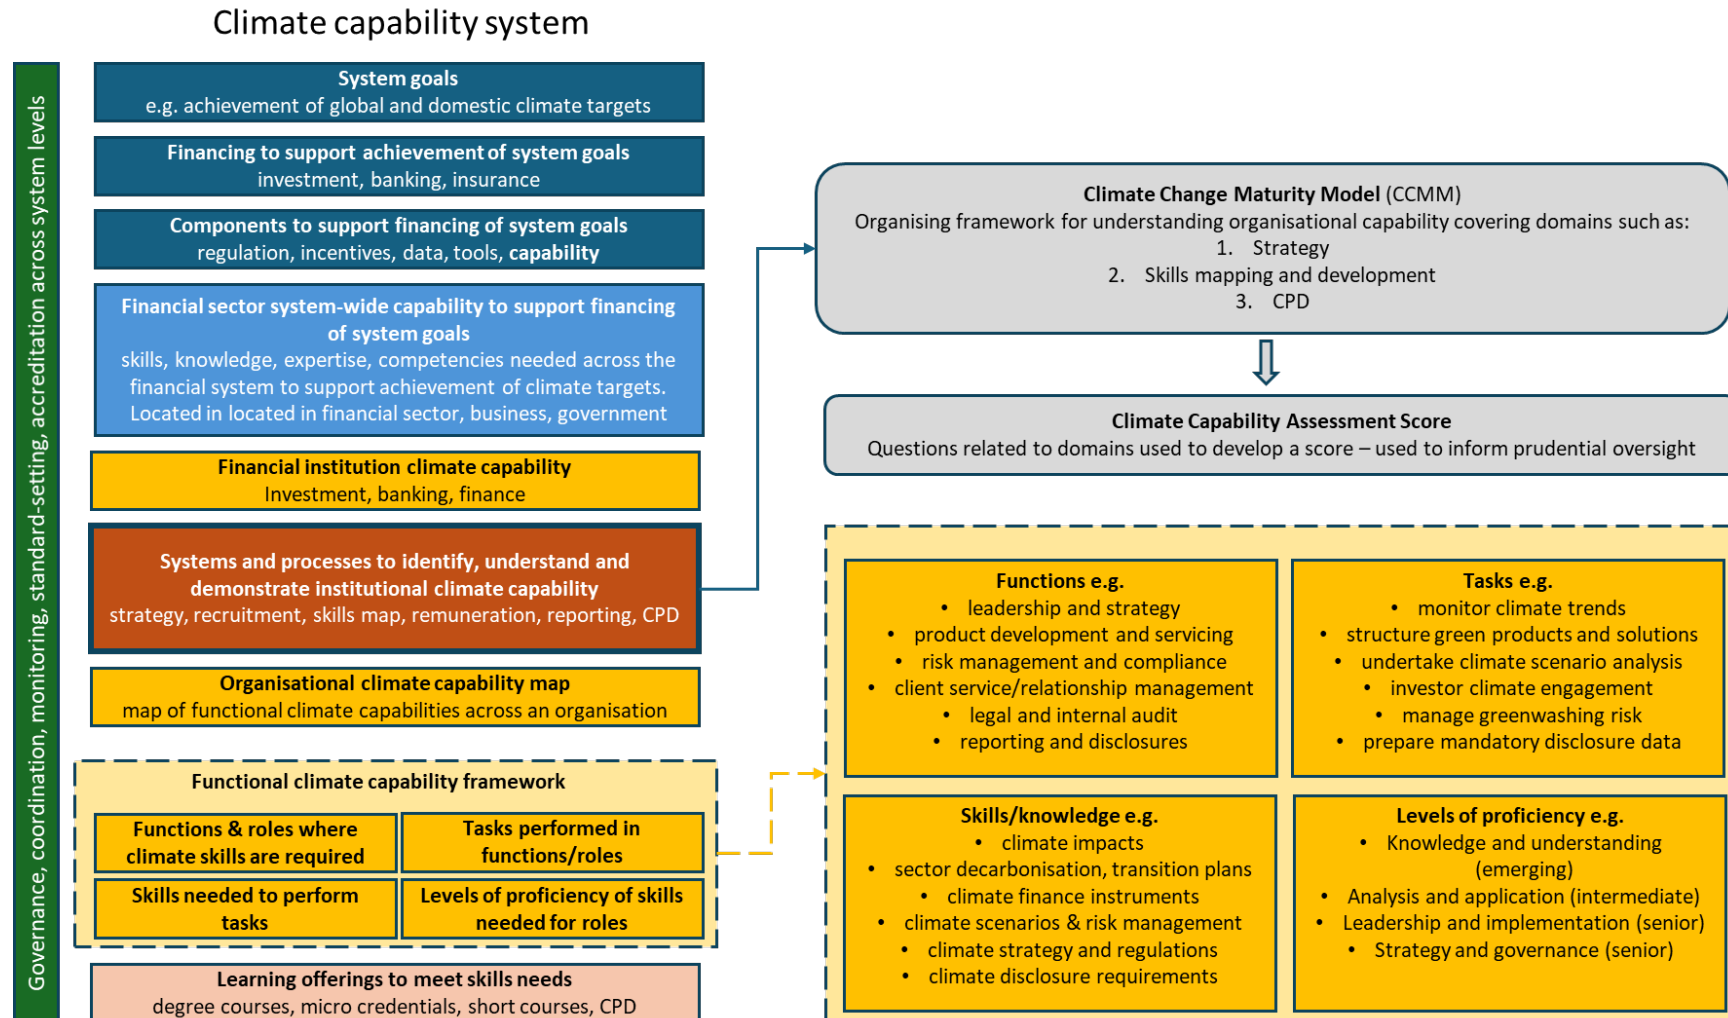 Climate capability system
Governance, coordination, monitoring, standard-seting, accreditation across system levels
System goals
e.g. achievement of global and domestic climate targets
Financing to support achievement of system goals
investment, banking, insurance
Components to support financing of system goals
regulation, incentives, data, tools, capability
Financial sector system-wide capability to support financing
of system goals
skills, knowledge, expertise, competencies needed across the
financial system to support achievement of climate targets.
Located in located in financial sector, business, government
Financial institution climate capability
Investment, banking, finance
Systems and processes to identify, understand and
demonstrate institutional climate capability
strategy, recruitment, skills map, remuneration, reporting, CPD
Organisational climate capability map
map of functional climate capabilities across an organisation
Functional climate capability framework
Functions & roles where
climate skills are required
Tasks performed in
functions/roles
Skills needed to perform
tasks
Levels of proficiency of skills
needed for roles
Learning offerings to meet skills needs
degree courses, micro credentials, short courses, CPD
Climate Change Maturity Model (CCMM)
Organising framework for understanding organisational capability covering domains such as:
1. Strategy
2. Skills mapping and development
3. CPD
Climate Capability Assessment Score
Questions related to domains used to develop a score – used to inform prudential oversight
Functions e.g.
• leadership and strategy
• product development and servicing
• risk management and compliance
• client service/relationship management
• legal and internal audit
• reporting and disclosures
Tasks e.g.
• monitor climate trends
• structure green products and solutions
• undertake climate scenario analysis
• investor climate engagement
• manage greenwashing risk
• prepare mandatory disclosure data
Skills/knowledge e.g.
• climate impacts
• sector decarbonisation, transition plans
• climate finance instruments
• climate scenarios & risk management
• climate strategy and regulations
• climate disclosure requirements
Levels of proficiency e.g.
• Knowledge and understanding
(emerging)
• Analysis and application (intermediate)
• Leadership and implementation (senior)
• Strategy and governance (senior)